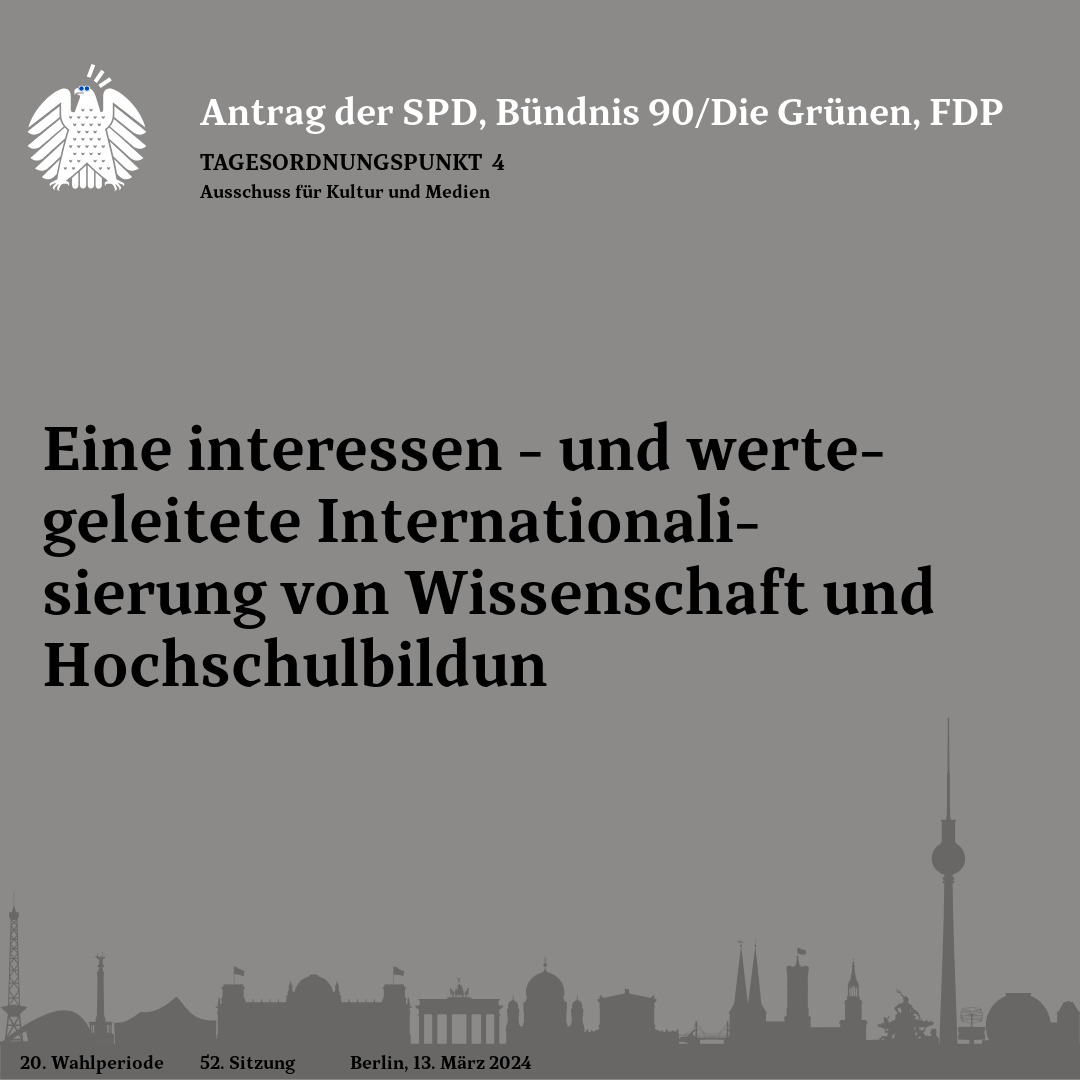 Antrag der SPD, Bündnis 90/Die Grünen, FDP
TAGESORDNUNGSPUNKT 4
Ausschuss für Kultur und Medien
Eine interessen - und werte-
geleitete Internationali-
sierung von Wissenschaft und
Hochschulbildun
20. Wahlperiode 52. Sitzung Berlin, 13. März 2024